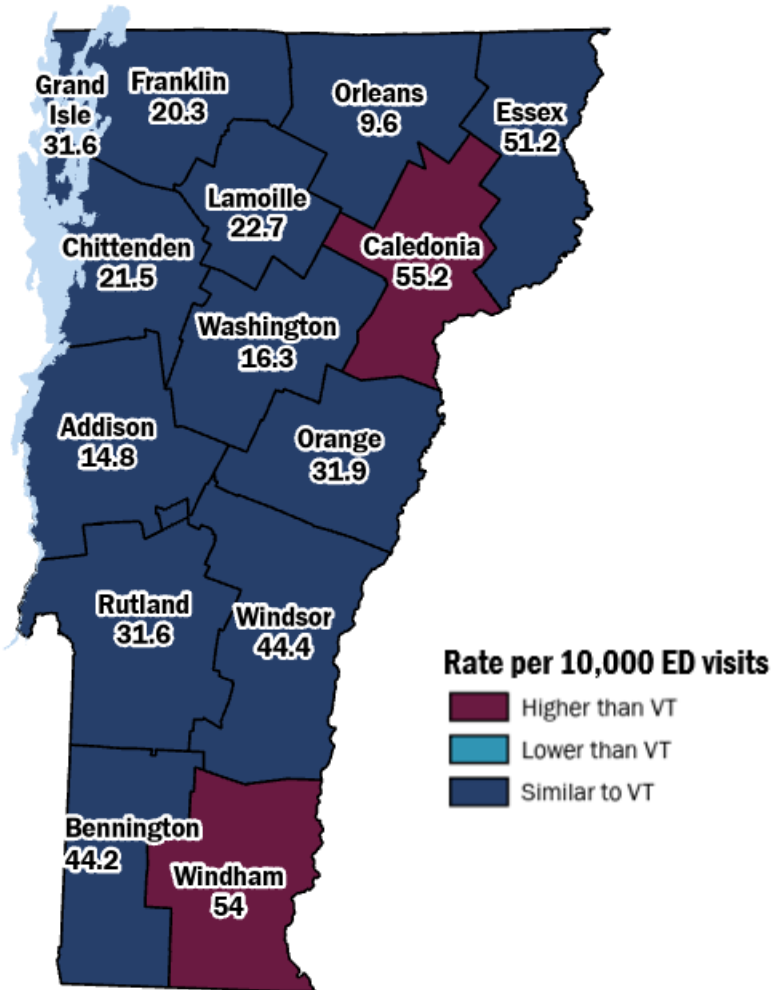 Grand
Isle
31.6
Franklin
20.3
Orleans
9.6
Essex
51.2
Lamoille
22.7
Chittenden
21.5
Caledonia
55.2
Washington
16.3
Addison
14.8
Orange
31.9
Rutland
31.6
Windsor
44.4
Bennington
44.2
Windham
54
Rate per 10,000 ED visits
Higher than VT
Lower than VT
Similar to VT